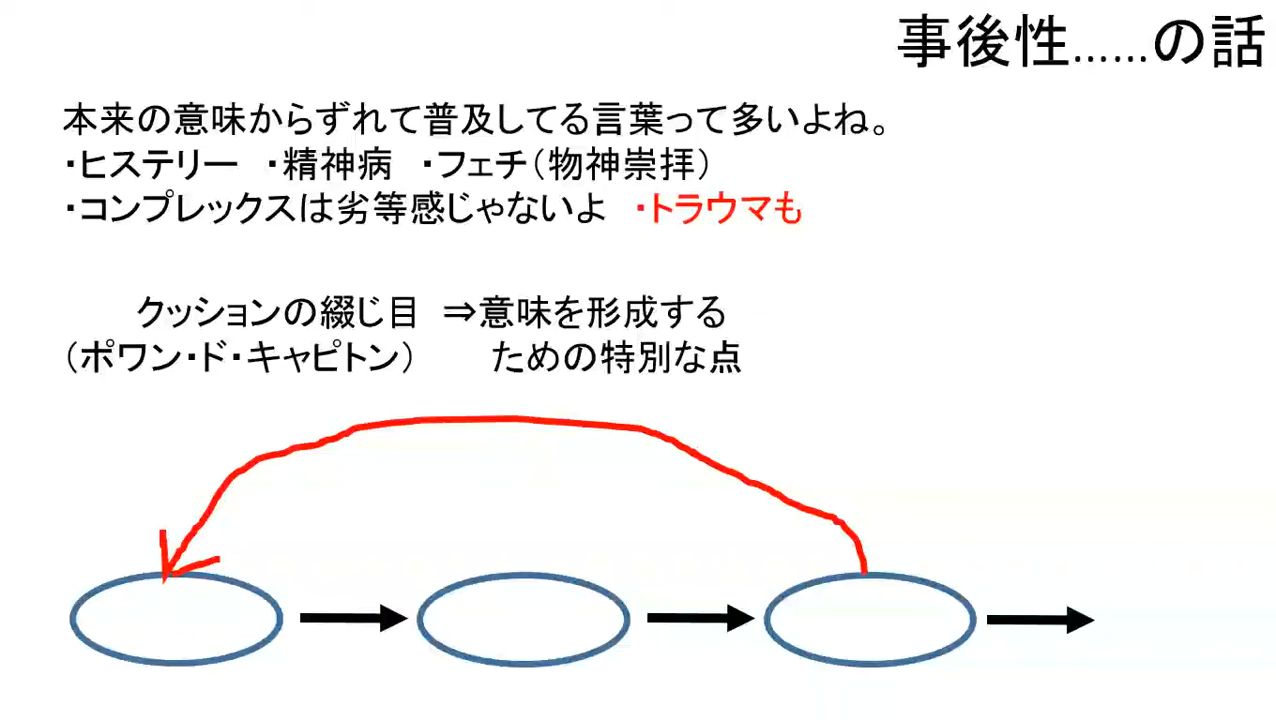 事後性……の話
本来の意味からずれて普及してる言葉って多いよね。
・ヒステリー ・精神病 ・フェチ(物神崇拝)
・コンプレックスは劣等感じゃないよ ・トラウマも
クッションの綴じ目 ⇒意味を形成する
(ポワン・ド・キャピトン) ための特別な点